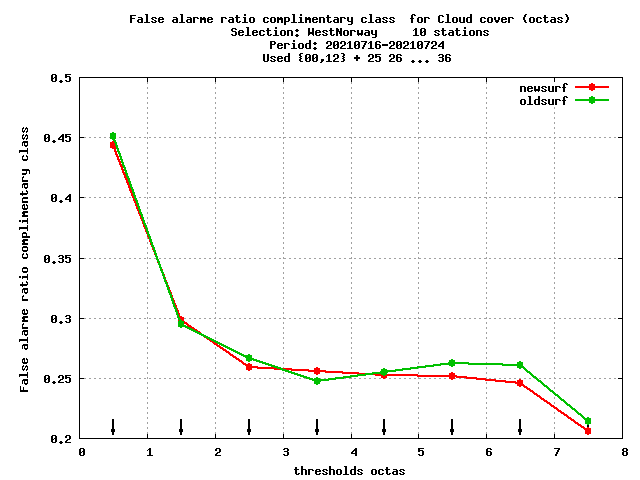 False alarme ratio complimentary class  for Cloud cover (octas)
Selection: WestNorway     10 stations
Period: 20210716-20210724
Used {00,12} + 25 26 ... 36
newsurf
oldsurf
False alarme ratio complimentary class
0.5
0.45
0.4
0.35
0.3
0.25
0.2
0 1 2 3 4 5 6 7 8
thresholds octas